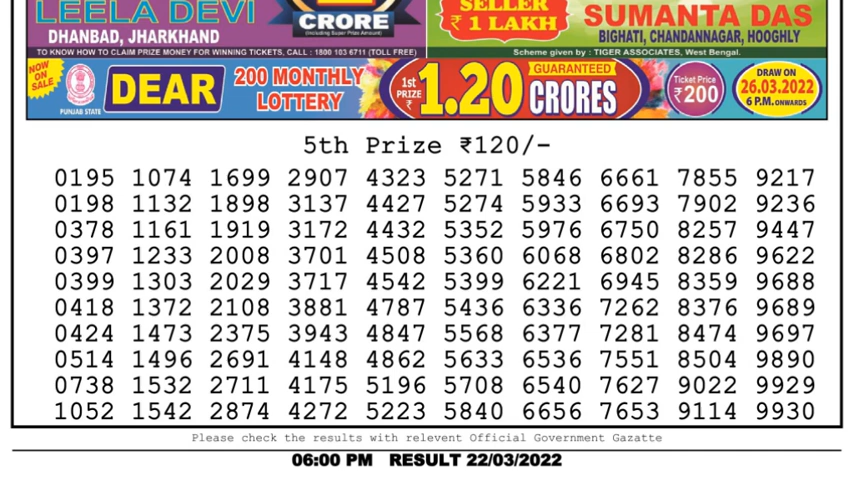 LEELA DEVI
DHANBAD, JHARKHAND
CRORE
(Including Super Prize Amount)
SELLER
₹ 1 LAKH
SUMANTA DAS
BIGHATI, CHANDANNAGAR, HOOGHLY
TO KNOW HOW TO CLAIM PRIZE MONEY FOR WINNING TICKETS, CALL : 1800 103 6711 (TOLL FREE)
Scheme given by : TIGER ASSOCIATES, West Bengal.
NOW ON SALE
PUNJAB STATE
DEAR
200 MONTHLY
LOTTERY
1st
PRIZE
₹
1.20
GUARANTEED
CRORES
Ticket Price
₹200
DRAW ON
26.03.2022
6 P.M. ONWARDS
5th Prize ₹120/-
0195 1074 1699 2907 4323 5271 5846 6661 7855 9217
0198 1132 1898 3137 4427 5274 5933 6693 7902 9236
0378 1161 1919 3172 4432 5352 5976 6750 8257 9447
0397 1233 2008 3701 4508 5360 6068 6802 8286 9622
0399 1303 2029 3717 4542 5399 6221 6945 8359 9688
0418 1372 2108 3881 4787 5436 6336 7262 8376 9689
0424 1473 2375 3943 4847 5568 6377 7281 8474 9697
0514 1496 2691 4148 4862 5633 6536 7551 8504 9890
0738 1532 2711 4175 5196 5708 6540 7627 9022 9929
1052 1542 2874 4272 5223 5840 6656 7653 9114 9930
Please check the results with relevent Official Government Gazatte
06:00 PM RESULT 22/03/2022